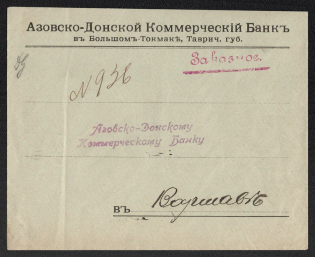 Азовско-Донской Коммерческій Банкъ
въ Большомъ-Токмакѣ, Таврич. губ.
Заказное.
№ 936
Азовско-Донскому
Коммерческому Банку
въ Варшавѣ